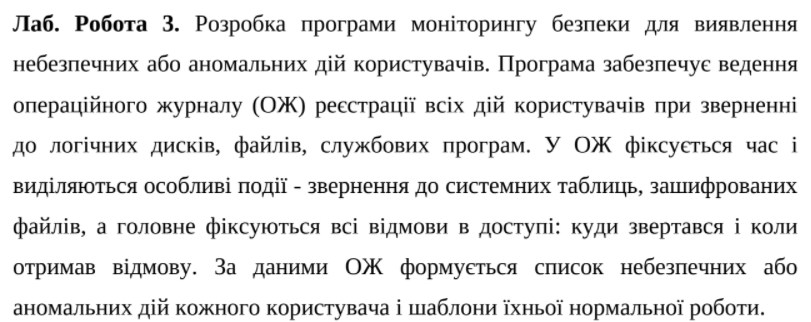 Лаб. Робота 3. Розробка програми моніторингу безпеки для виявлення
небезпечних або аномальних дій користувачів. Програма забезпечує ведення
операційного журналу (ОЖ) реєстрації всіх дій користувачів при зверненні
до логічних дисків, файлів, службових програм. У ОЖ фіксується час і
виділяються особливі події - звернення до системних таблиць, зашифрованих
файлів, а головне фіксуються всі відмови в доступі: куди звертався і коли
отримав відмову. За даними ОЖ формується список небезпечних або
аномальних дій кожного користувача і шаблони їхньої нормальної роботи.